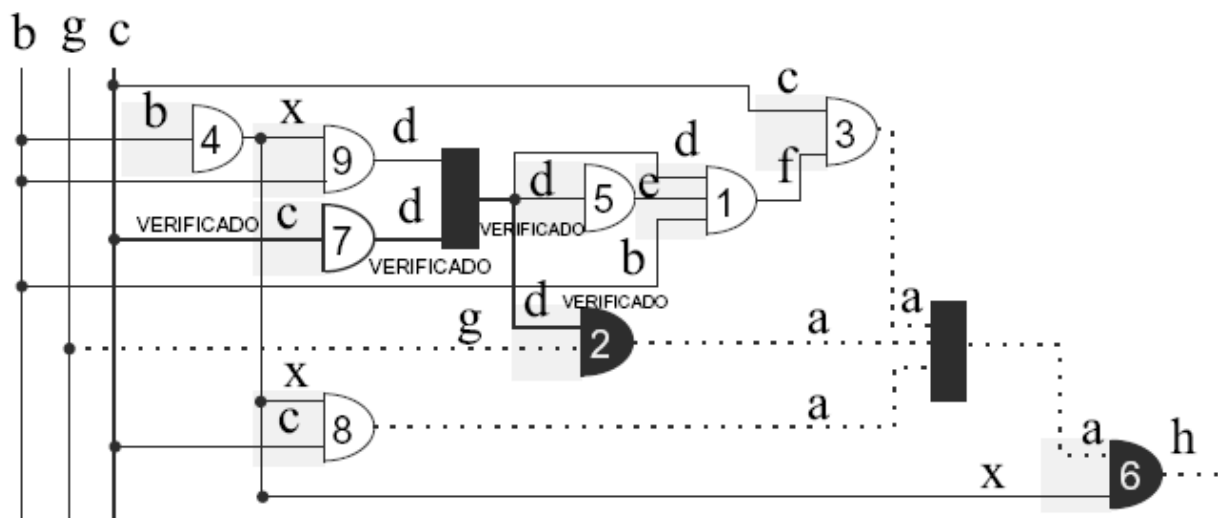 b g c
c
b x d d 3
4 9 d e 1 f
VERIFICADO c d 5
7 VERIFICADO
VERIFICADO b
d VERIFICADO a
g 2 a
x
c 8 a a h
x 6